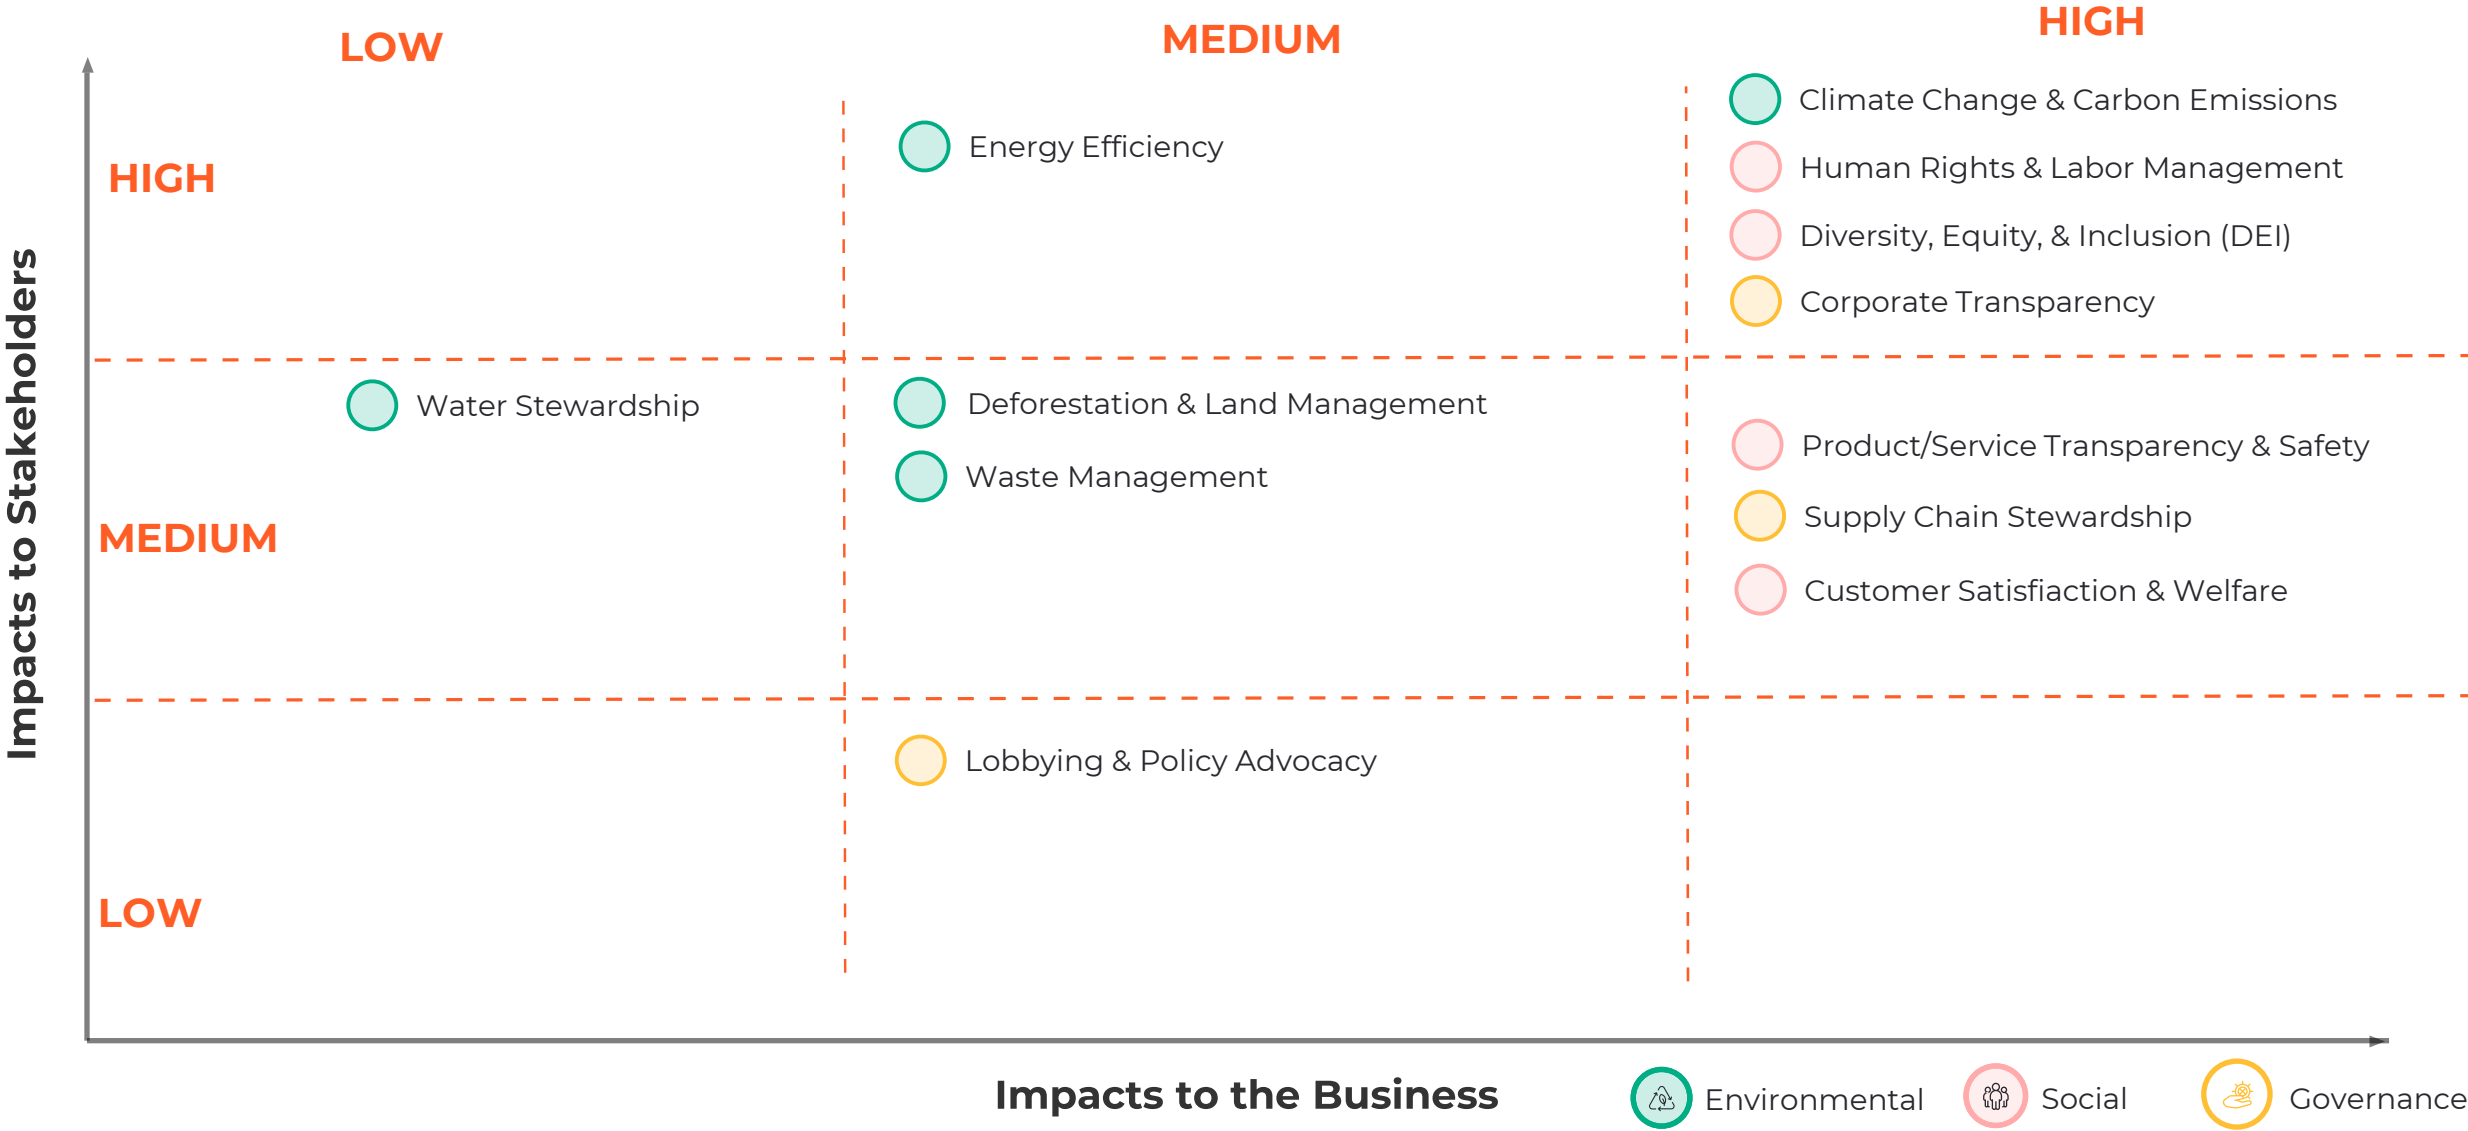 LOW
MEDIUM
HIGH
Climate Change & Carbon Emissions
Energy Efficiency
Human Rights & Labor Management
HIGH
Diversity, Equity, & Inclusion (DEI)
Corporate Transparency
Impacts to Stakeholders
Water Stewardship
Deforestation & Land Management
Waste Management
Product/Service Transparency & Safety
Supply Chain Stewardship
MEDIUM
Customer Satisfiaction & Welfare
Lobbying & Policy Advocacy
LOW
Impacts to the Business
Environmental
Social
Governance